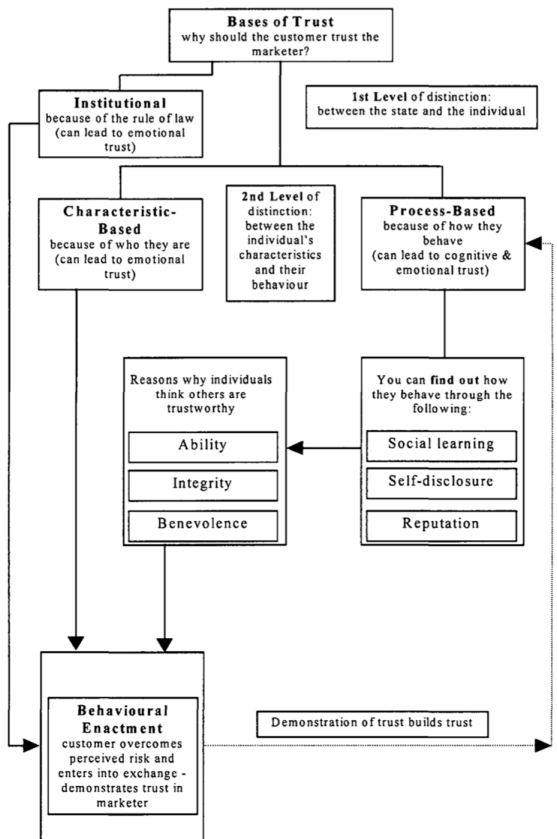 Bases of Trust
why should the customer trust the
marketer?
Institutional
because of the rule of law
(can lead to emotional
trust)
1st Level of distinction:
between the state and the individual
Characteristic-
Based
because of who they are
(can lead to emotional
trust)
2nd Level of
distinction:
between the
individual's
characteristics
and their
behaviour
Process-Based
because of how they
behave
(can lead to cognitive &
emotional trust)
Reasons why individuals
think others are
trustworthy
Ability
Integrity
Benevolence
You can find out how
they behave through the
following:
Social learning
Self-disclosure
Reputation
Behavioural
Enactment
customer overcomes
perceived risk and
enters into exchange -
demonstrates trust in
marketer
Demonstration of trust builds trust